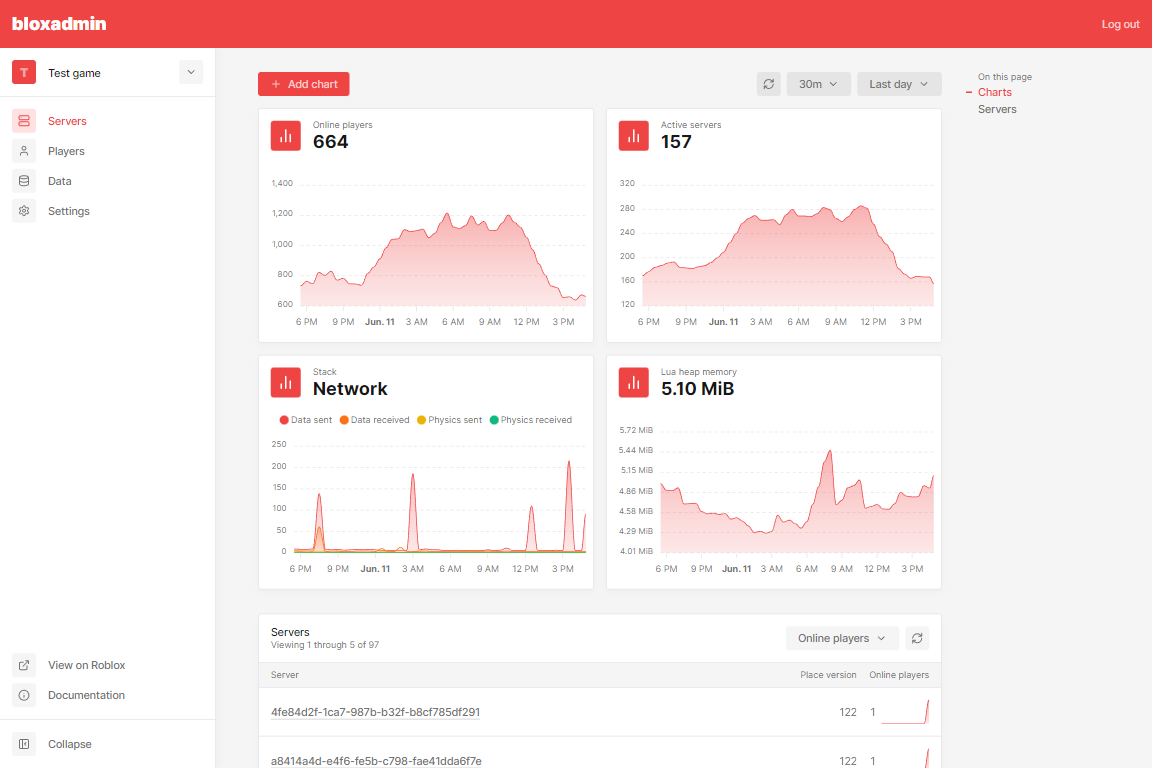 bloxadmin
Log out
T
Test game
Servers
Players
Data
Settings
View on Roblox
Documentation
Collapse
+ Add chart
30m
Last day
On this page
Charts
Servers
Online players
664
1,400
1,200
1,000
800
600
6 PM 9 PM Jun. 11 3 AM 6 AM 9 AM 12 PM 3 PM
Active servers
157
320
280
240
200
160
120
6 PM 9 PM Jun. 11 3 AM 6 AM 9 AM 12 PM 3 PM
Stack
Network
Data sent Data received Physics sent Physics received
250
200
150
100
50
0
6 PM 9 PM Jun. 11 3 AM 6 AM 9 AM 12 PM 3 PM
Lua heap memory
5.10 MiB
5.72 MiB
5.44 MiB
5.15 MiB
4.86 MiB
4.58 MiB
4.29 MiB
4.01 MiB
6 PM 9 PM Jun. 11 3 AM 6 AM 9 AM 12 PM 3 PM
Servers
Viewing 1 through 5 of 97
Online players
Server Place version Online players
4fe84d2f-1ca7-987b-b32f-b8cf785df291 122 1
a8414a4d-e4f6-fe5b-c798-fae41dda6f7e 122 1